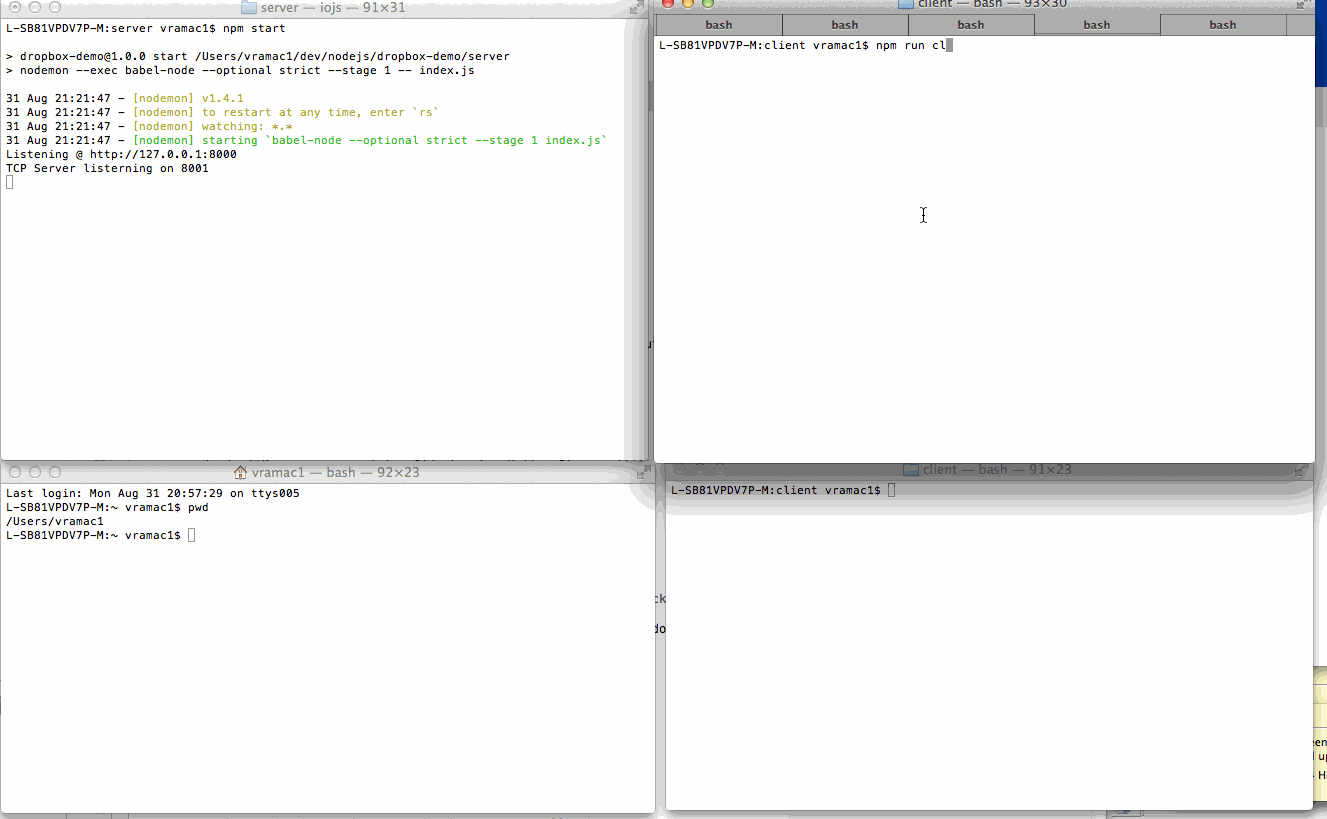 server — iojs — 91×31
L-SB81VPDV7P-M:server vramac1$ npm start
> dropbox-demo@1.0.0 start /Users/vramac1/dev/nodejs/dropbox-demo/server
> nodemon --exec babel-node --optional strict --stage 1 -- index.js
31 Aug 21:21:47 - [nodemon] v1.4.1
31 Aug 21:21:47 - [nodemon] to restart at any time, enter `rs`
31 Aug 21:21:47 - [nodemon] watching: *.*
31 Aug 21:21:47 - [nodemon] starting `babel-node --optional strict --stage 1 index.js`
Listening @ http://127.0.0.1:8000
TCP Server listerning on 8001
client — bash — 93×30
bash bash bash bash bash
L-SB81VPDV7P-M:client vramac1$ npm run cl
vramac1 — bash — 92×23
Last login: Mon Aug 31 20:57:29 on ttys005
L-SB81VPDV7P-M:~ vramac1$ pwd
/Users/vramac1
L-SB81VPDV7P-M:~ vramac1$
client — bash — 91×23
L-SB81VPDV7P-M:client vramac1$